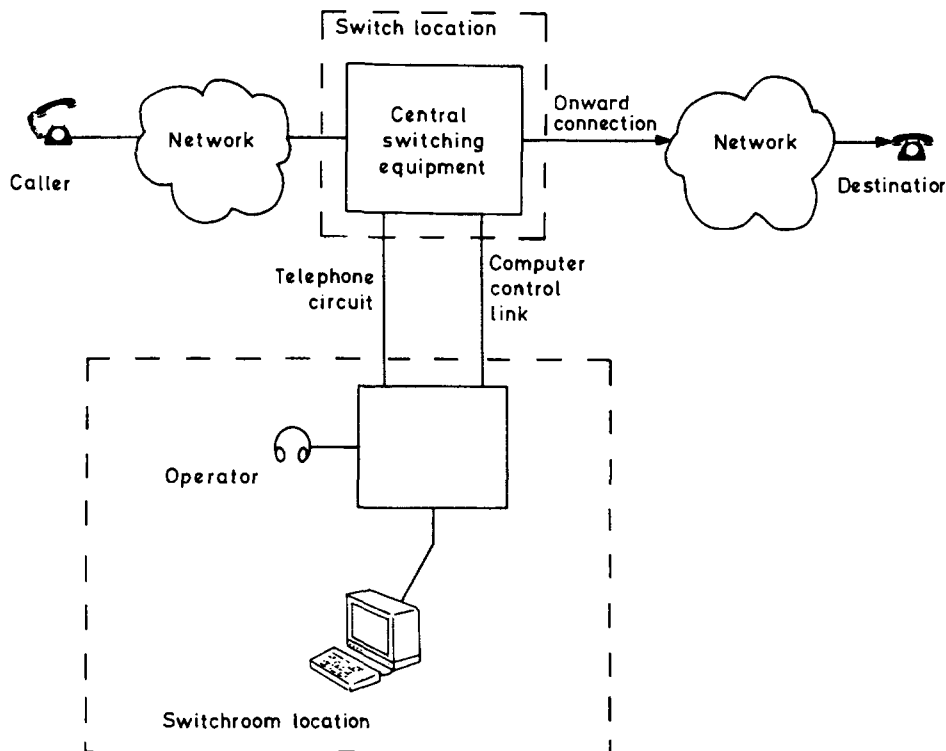 Switch location
Central
switching
equipment
Onward
connection
Network
Network
Caller
Destination
Telephone
circuit
Computer
control
link
Operator
Switchroom location